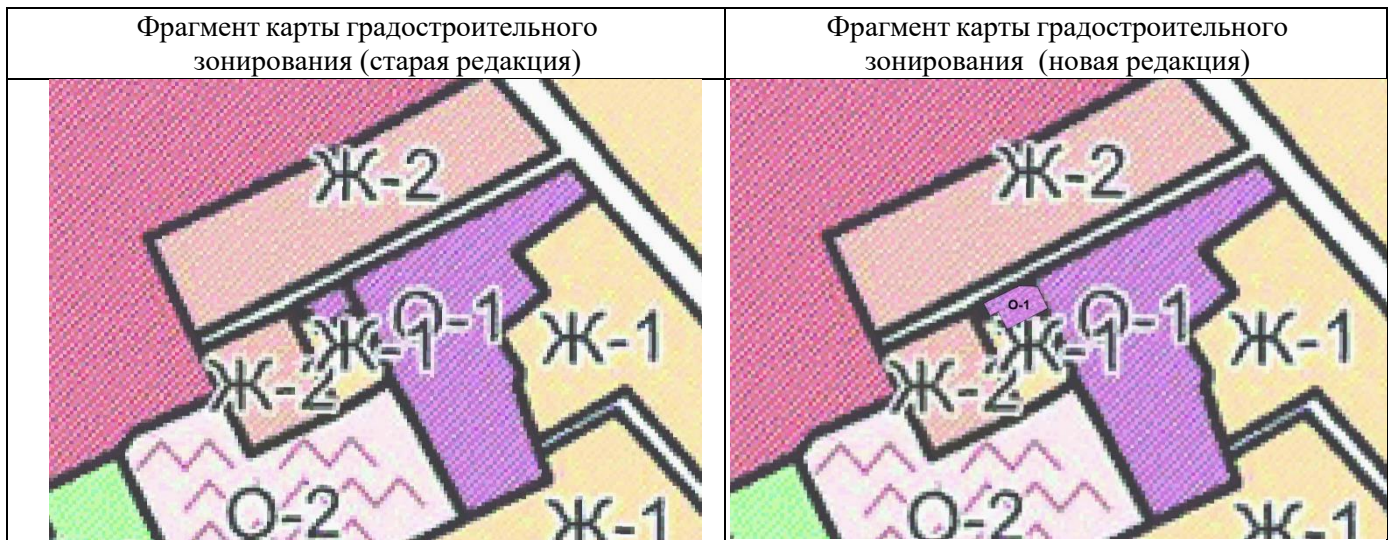 Фрагмент карты градостроительного
зонирования (старая редакция)
Фрагмент карты градостроительного
зонирования (новая редакция)
Ж-2
О-1
Ж-1
Ж-1
Ж-2
О-2
Ж-1
Ж-2
О-1
О-1
Ж-1
Ж-1
Ж-2
О-2
Ж-1